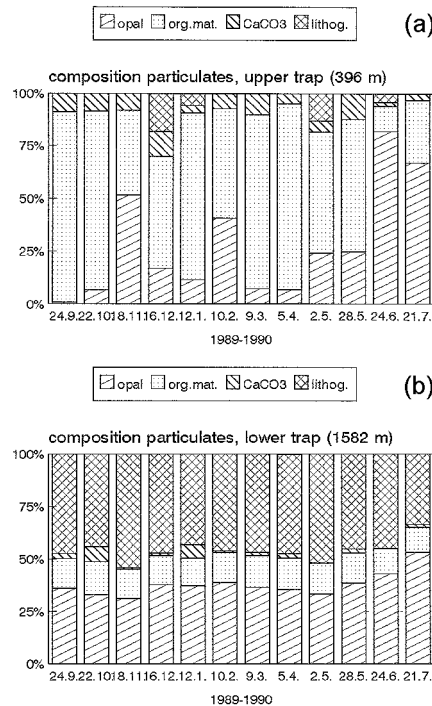 (a)
opal org.mat. CaCO3 lithog.
composition particulates, upper trap (396 m)
100%
75%
50%
25%
0%
24.9. 22.10. 18.11. 16.12. 12.1. 10.2. 9.3. 5.4. 2.5. 28.5. 24.6. 21.7.
1989-1990
(b)
opal org.mat. CaCO3 lithog.
composition particulates, lower trap (1582 m)
100%
75%
50%
25%
0%
24.9. 22.10. 18.11. 16.12. 12.1. 10.2. 9.3. 5.4. 2.5. 28.5. 24.6. 21.7.
1989-1990